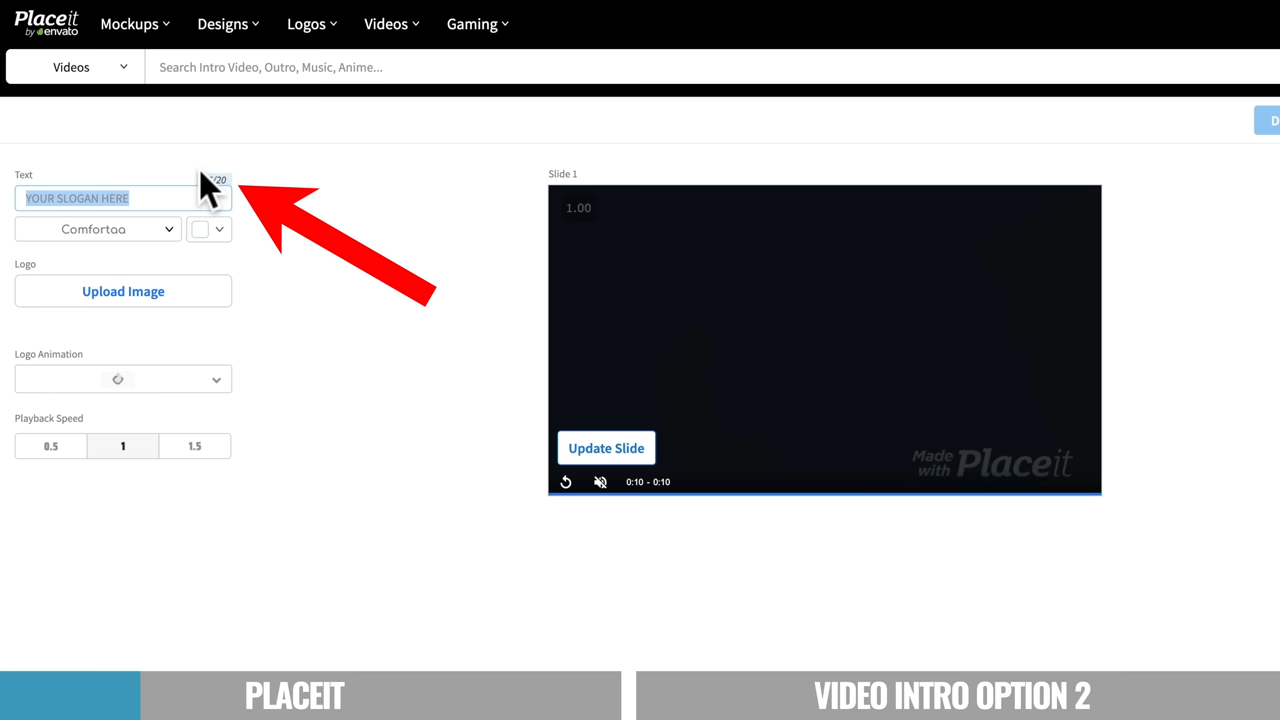 Placeit
by envato
Mockups
Designs
Logos
Videos
Gaming
Videos
Search Intro Video, Outro, Music, Anime...
D
Text
/20
YOUR SLOGAN HERE
Comfortaa
Logo
Upload Image
Logo Animation
Playback Speed
0.5
1
1.5
Slide 1
1.00
Update Slide
Made
with Placeit
0:10 - 0:10
PLACEIT
VIDEO INTRO OPTION 2